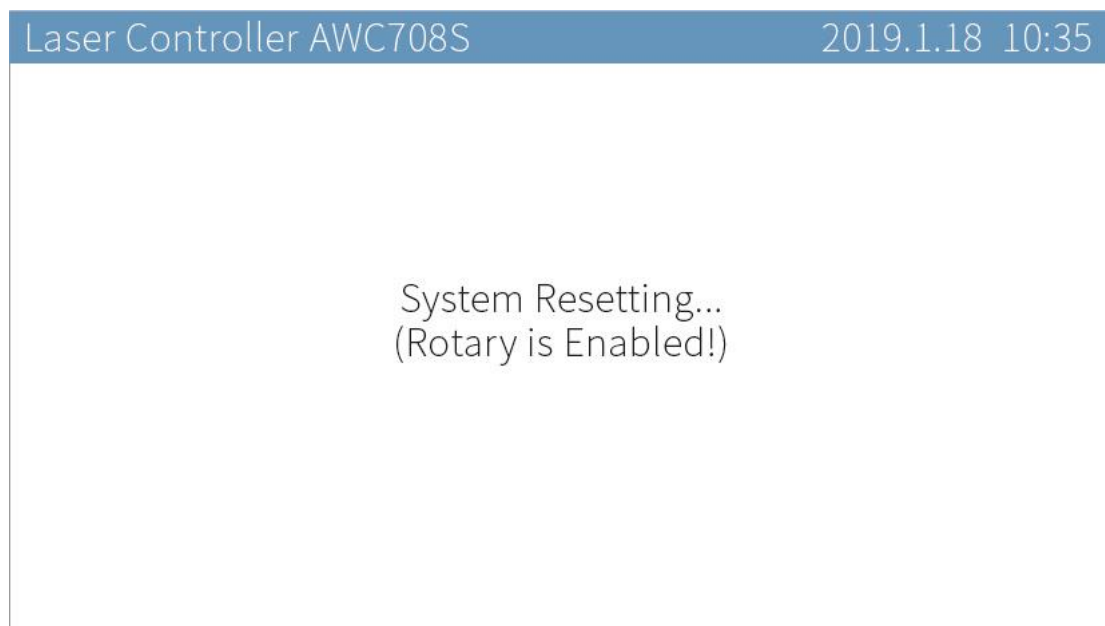 Laser Controller AWC708S 2019.1.18 10:35
System Resetting...
(Rotary is Enabled!)